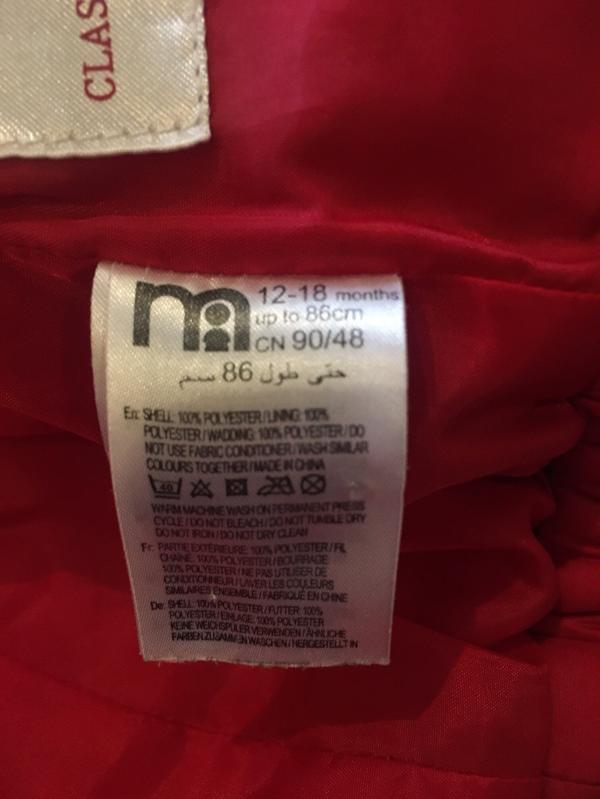 CLAS
m
12-18 months
up to 86cm
CN 90/48
حتى طول 86 سم
En: SHELL: 100% POLYESTER / LINING: 100%
POLYESTER / WADDING: 100% POLYESTER / DO
NOT USE FABRIC CONDITIONER / WASH SIMILAR
COLOURS TOGETHER / MADE IN CHINA
40
WARM MACHINE WASH ON PERMANENT PRESS
CYCLE / DO NOT BLEACH / DO NOT TUMBLE DRY
DO NOT IRON / DO NOT DRY CLEAN
Fr: PARTIE EXTÉRIEURE: 100% POLYESTER / FIL
CHAÎNE: 100% POLYESTER / BOURRAGE:
100% POLYESTER / NE PAS UTILISER DE
CONDITIONNEUR / LAVER LES COULEURS
SIMILAIRES ENSEMBLE / FABRIQUÉ EN CHINE
De: SHELL: 100% POLYESTER / FUTTER: 100%
POLYESTER / EINLAGE: 100% POLYESTER
KEINE WEICHSPÜLER VERWENDEN / ÄHNLICHE
FARBEN ZUSAMMEN WASCHEN / HERGESTELLT IN